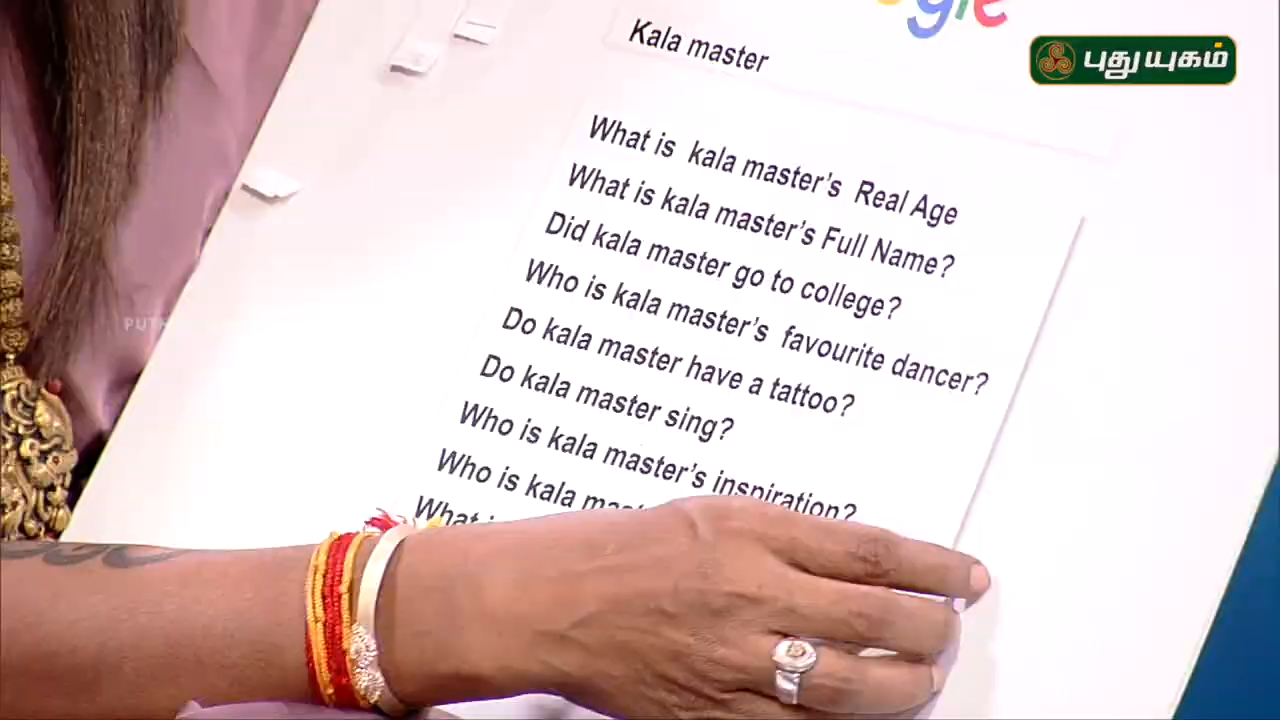 புதுயுகம்
Kala master
What is kala master's Real Age
What is kala master's Full Name?
Did kala master go to college?
Who is kala master's favourite dancer?
Do kala master have a tattoo?
Do kala master sing?
Who is kala master's inspiration?
Who is kala
What